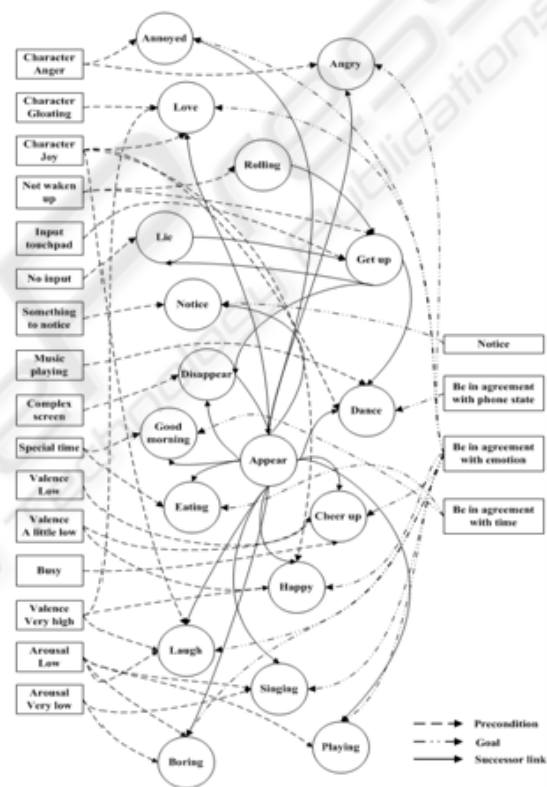 Annoyed
Angry
Character
Anger
Character
Gloating
Love
Character
Joy
Rolling
Not waken
up
Input
touchpad
Lie
Get up
No input
Something
to notice
Notice
Notice
Music
playing
Disappear
Be in agreement
with phone state
Complex
screen
Dance
Good
morning
Special time
Appear
Be in agreement
with emotion
Valence
Low
Eating
Cheer up
Be in agreement
with time
Valence
A little low
Busy
Happy
Valence
Very high
Laugh
Arousal
Low
Singing
Arousal
Very low
Playing
Boring
Precondition
Goal
Successor link